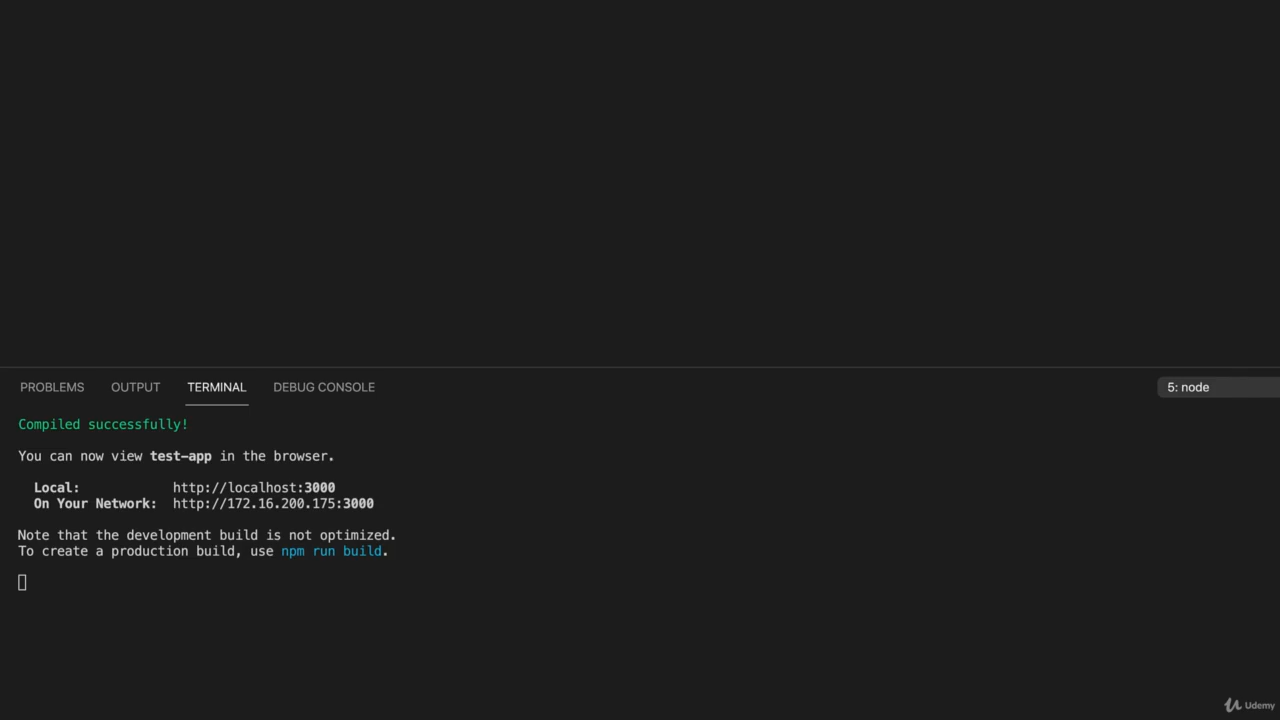 PROBLEMS OUTPUT TERMINAL DEBUG CONSOLE 5: node
Compiled successfully!
You can now view test-app in the browser.
Local: http://localhost:3000
On Your Network: http://172.16.200.175:3000
Note that the development build is not optimized.
To create a production build, use npm run build.
Udemy